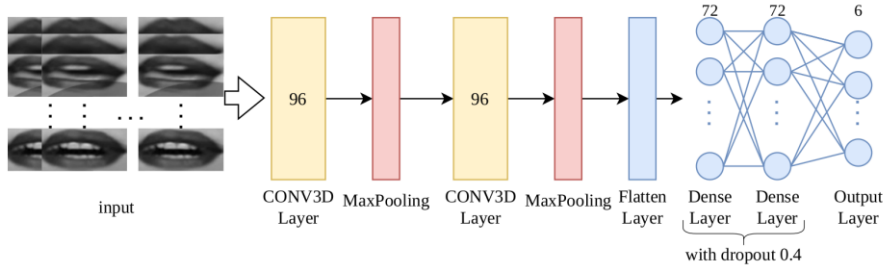 72
72
6
96
96
CONV3D
Layer
MaxPooling
CONV3D
Layer
MaxPooling
Flatten
Layer
Dense
Layer
Dense
Layer
Output
Layer
input
with dropout 0.4